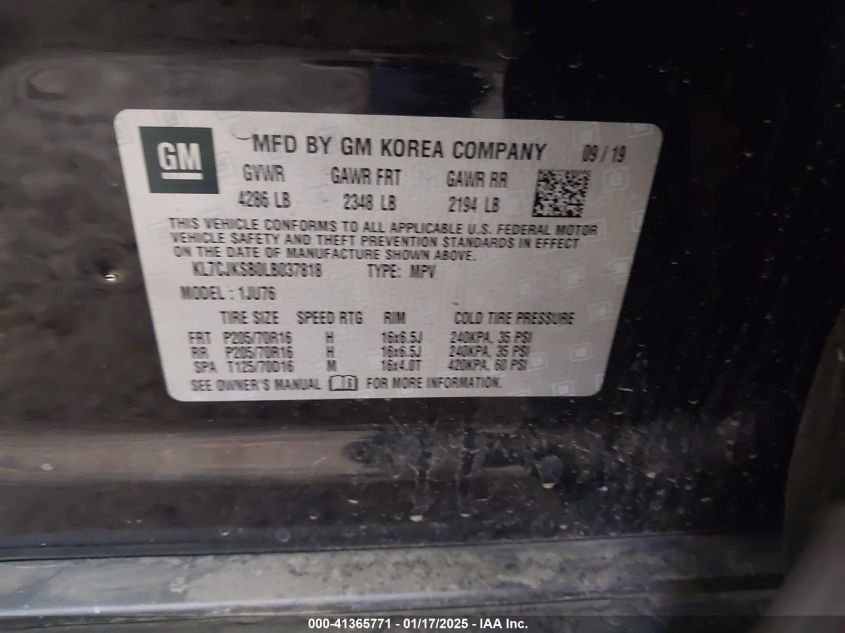 GM
MFD BY GM KOREA COMPANY 09 / 19
GVWR GAWR FRT GAWR RR
4286 LB 2348 LB 2194 LB
THIS VEHICLE CONFORMS TO ALL APPLICABLE U.S. FEDERAL MOTOR
VEHICLE SAFETY AND THEFT PREVENTION STANDARDS IN EFFECT
ON THE DATE OF MANUFACTURE SHOWN ABOVE.
KL7CJKSB0LB037818 TYPE: MPV
MODEL : 1JU76
TIRE SIZE SPEED RTG RIM COLD TIRE PRESSURE
FRT P205/70R16 H 16x6.5J 240KPA, 35 PSI
RR P205/70R16 H 16x6.5J 240KPA, 35 PSI
SPA T125/70D16 M 16x4.0T 420KPA, 60 PSI
SEE OWNER'S MANUAL FOR MORE INFORMATION.
000-41365771 — 01/17/2025 — IAA Inc.